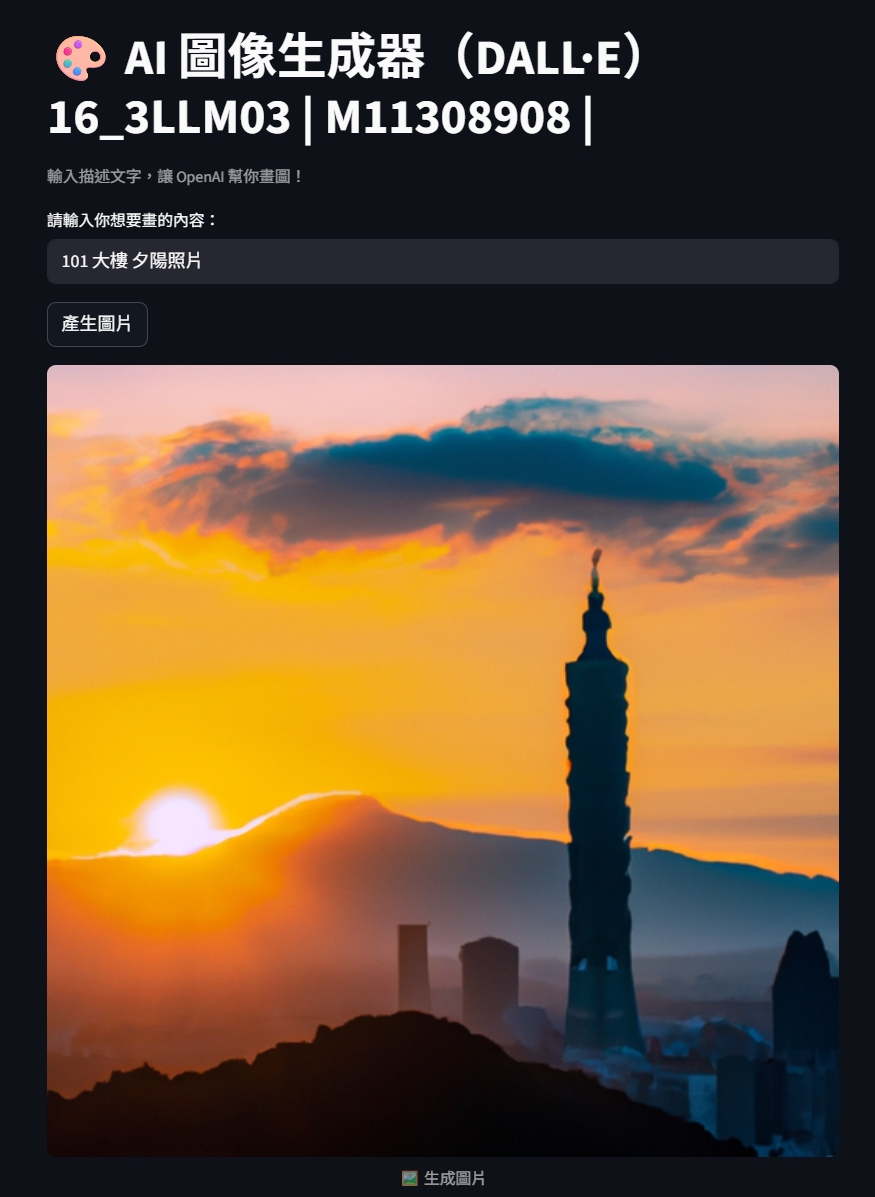 🎨 AI 圖像生成器（DALL·E）
16_3LLM03 | M11308908 |
輸入描述文字，讓 OpenAI 幫你畫圖！
請輸入你想要畫的內容：
101 大樓 夕陽照片
產生圖片
🖼️ 生成圖片